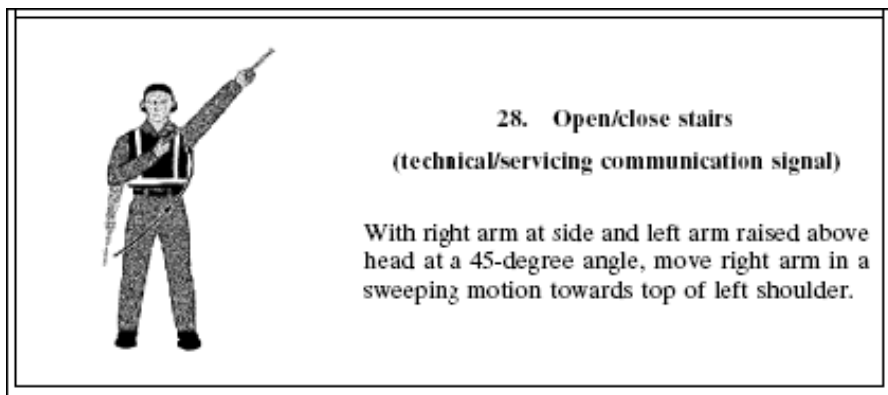 28. Open/close stairs
(technical/servicing communication signal)
With right arm at side and left arm raised above
head at a 45-degree angle, move right arm in a
sweeping motion towards top of left shoulder.